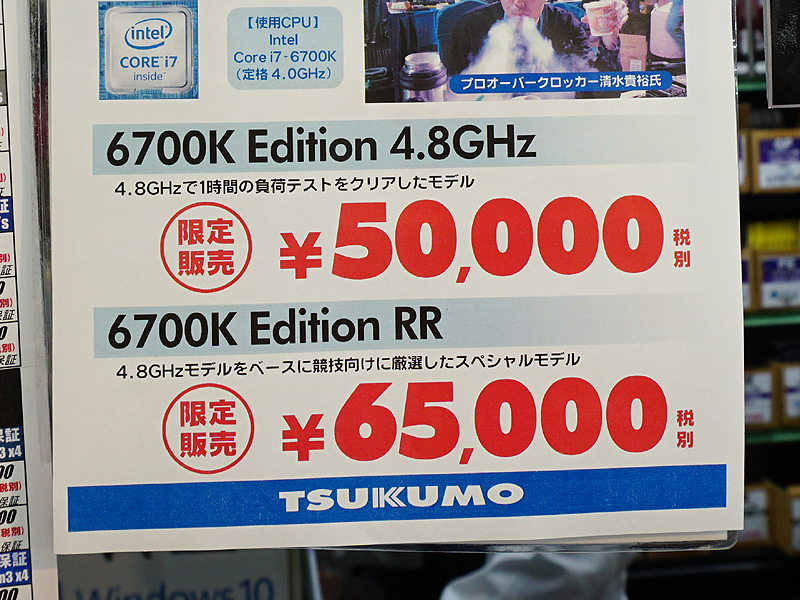 intel
CORE i7
inside
【使用CPU】
Intel
Core i7-6700K
(定格 4.0GHz)
プロオーバークロッカー清水貴裕氏
6700K Edition 4.8GHz
4.8GHzで1時間の負荷テストをクリアしたモデル
限定
販売
¥50,000
税別
6700K Edition RR
4.8GHzモデルをベースに競技向けに厳選したスペシャルモデル
限定
販売
¥65,000
税別
TSUKUMO
Windows 10